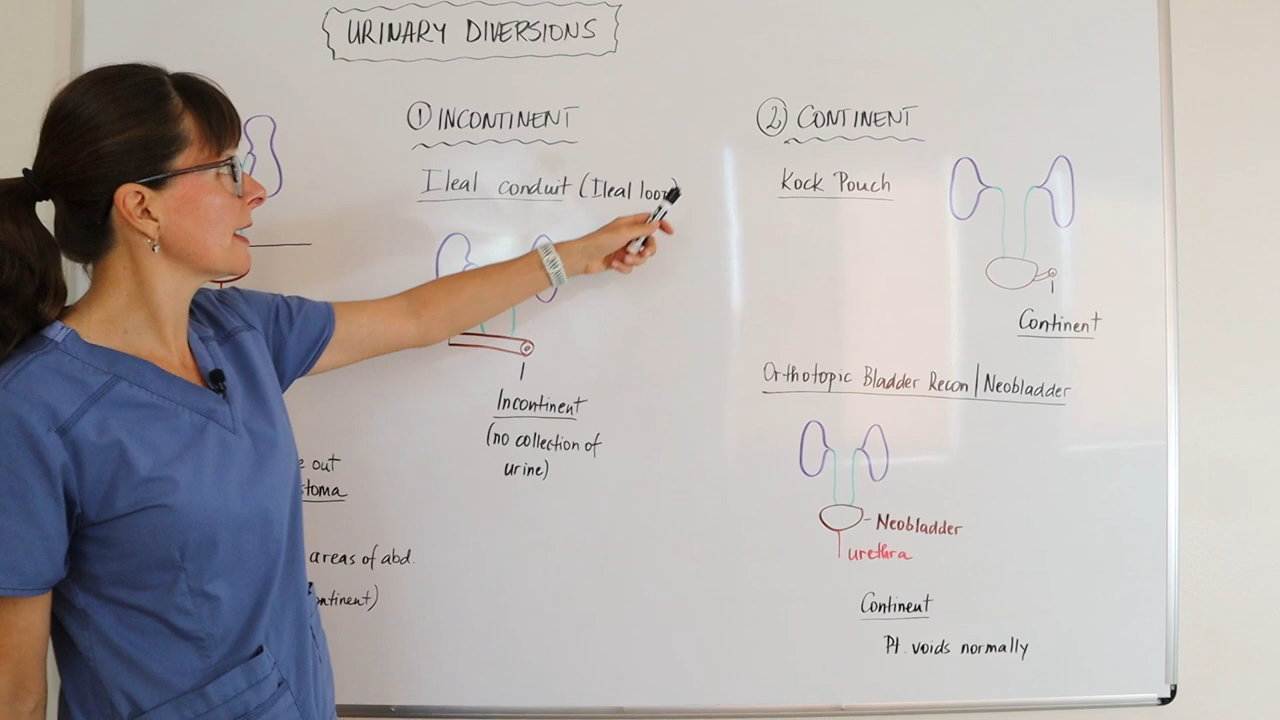 URINARY DIVERSIONS
① INCONTINENT
Ileal conduit (Ileal loop)
Incontinent
(no collection of
urine)
e out
stoma
areas of abd.
ontinent)
② CONTINENT
Kock Pouch
Continent
Orthotopic Bladder Recon/Neobladder
Neobladder
urethra
Continent
Pt. voids normally